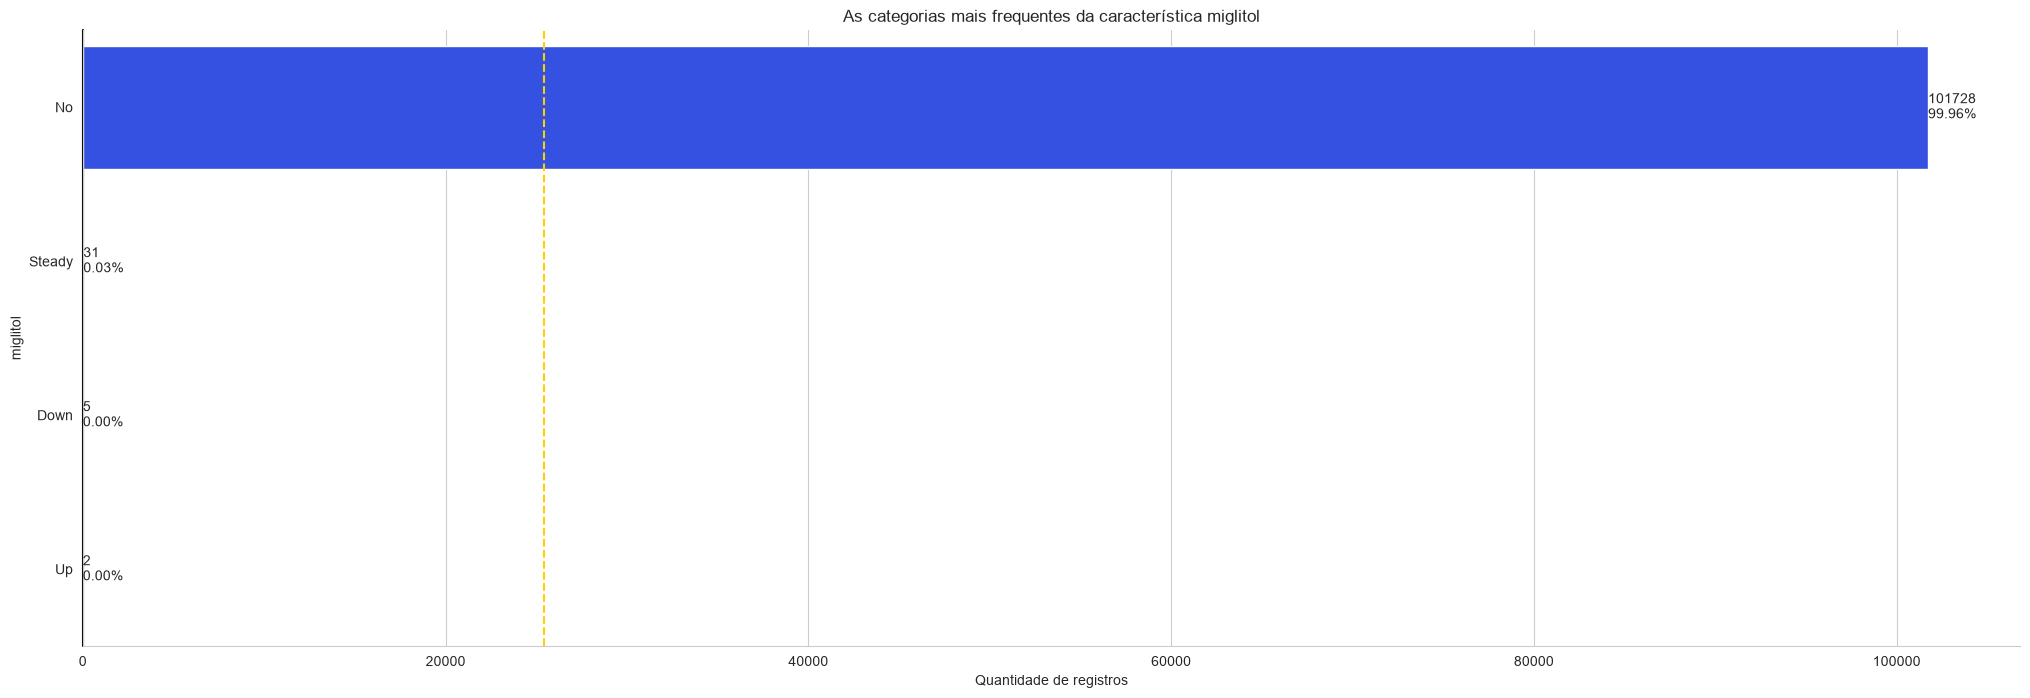 As categorias mais frequentes da característica miglitol
No
101728
99.96%
Steady
31
0.03%
Down
5
0.00%
Up
2
0.00%
miglitol
0
20000
40000
60000
80000
100000
Quantidade de registros